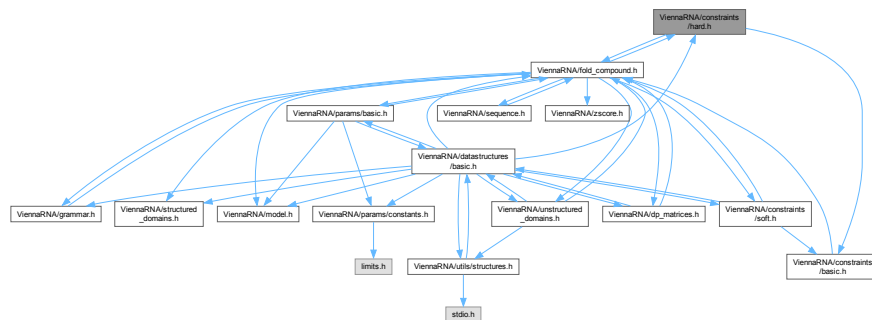 ViennaRNA/constraints
/hard.h
ViennaRNA/fold_compound.h
ViennaRNA/params/basic.h
ViennaRNA/sequence.h
ViennaRNA/zscore.h
ViennaRNA/datastructures
/basic.h
ViennaRNA/grammar.h
ViennaRNA/structured
_domains.h
ViennaRNA/model.h
ViennaRNA/params/constants.h
ViennaRNA/unstructured
_domains.h
ViennaRNA/dp_matrices.h
ViennaRNA/constraints
/soft.h
limits.h
ViennaRNA/utils/structures.h
ViennaRNA/constraints
/basic.h
stdio.h